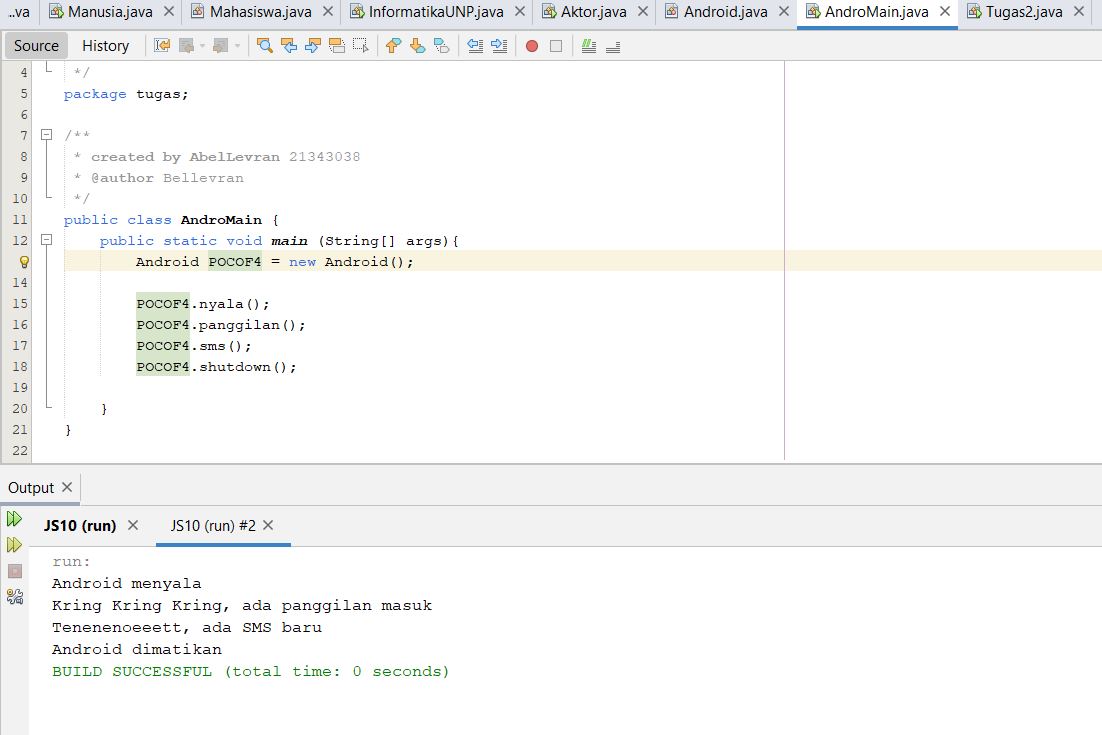 ..va Manusia.java Mahasiswa.java InformatikaUNP.java Aktor.java Android.java AndroMain.java Tugas2.java
Source History
4 */
5 package tugas;
6
7 /**
8 * created by AbelLevran 21343038
9 * @author Bellevran
10 */
11 public class AndroMain {
12 public static void main (String[] args){
Android POCOF4 = new Android();
14
15 POCOF4.nyala();
16 POCOF4.panggilan();
17 POCOF4.sms();
18 POCOF4.shutdown();
19
20 }
21 }
22
Output
JS10 (run) JS10 (run) #2
run:
Android menyala
Kring Kring Kring, ada panggilan masuk
Tenenenoeeett, ada SMS baru
Android dimatikan
BUILD SUCCESSFUL (total time: 0 seconds)